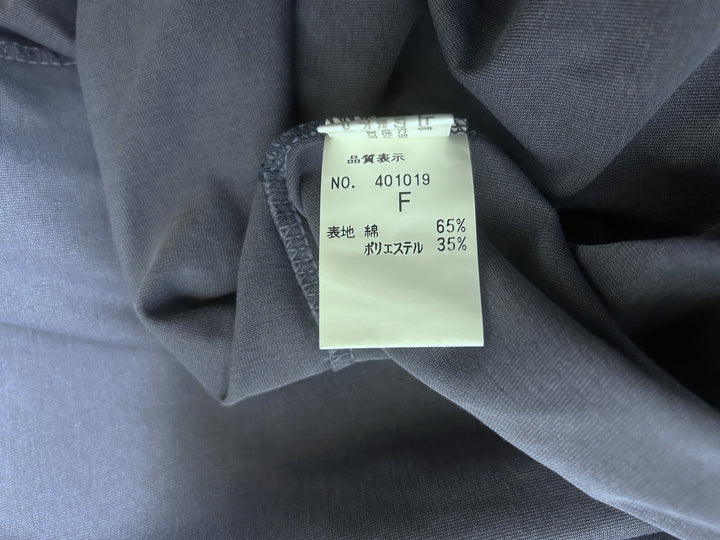 品質表示
NO. 401019
F
表地 綿 65%
ポリエステル 35%